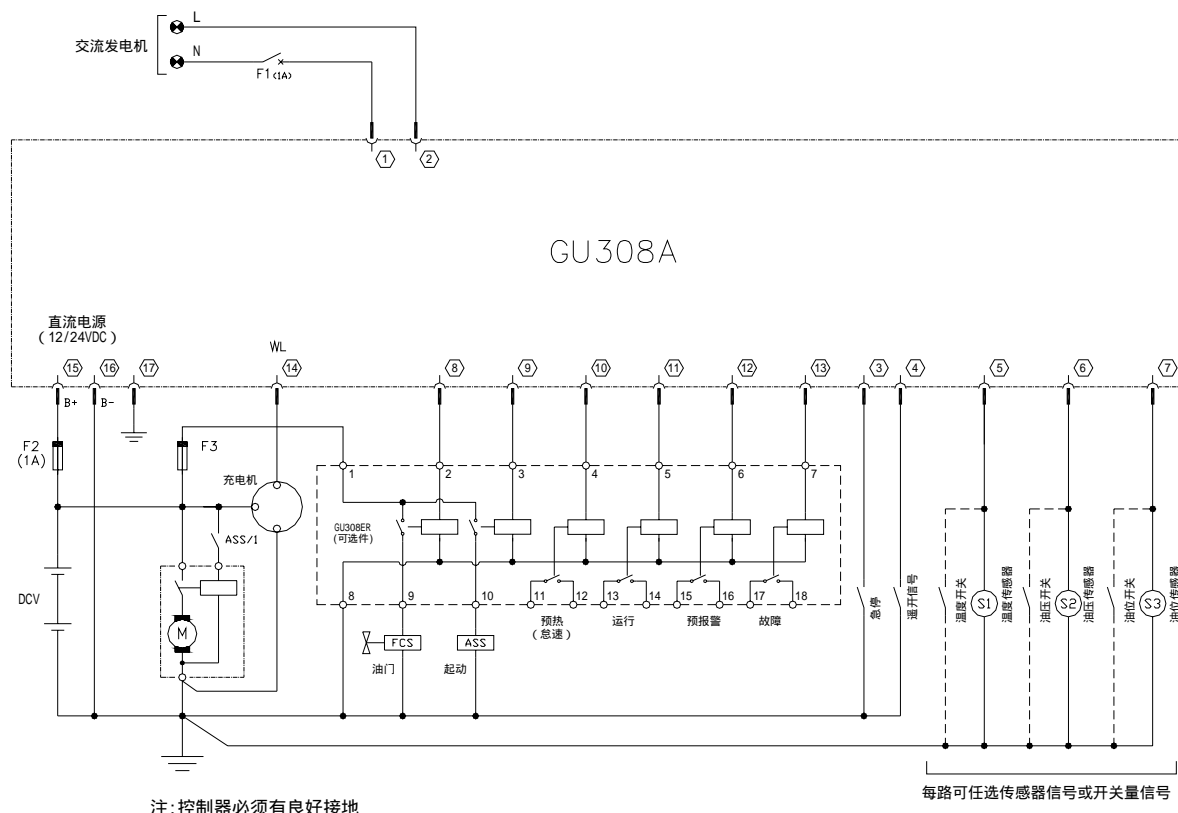 L
交流发电机
N
F1(1A)
1
2
GU308A
直流电源
(12/24VDC)
WL
15
16
17
14
8
9
10
11
12
13
3
4
5
6
7
B+
B-
F2
(1A)
F3
充电机
1
2
3
4
5
6
7
GU308ER
(可选件)
ASS/1
DCV
M
8
9
10
11
12
13
14
15
16
17
18
预热
(怠速)
运行
预报警
故障
FCS
ASS
油门
起动
急停
遥开信号
温度开关
S1
温度传感器
油压开关
S2
油压传感器
油位开关
S3
油位传感器
每路可任选传感器信号或开关量信号
注:控制器必须有良好接地